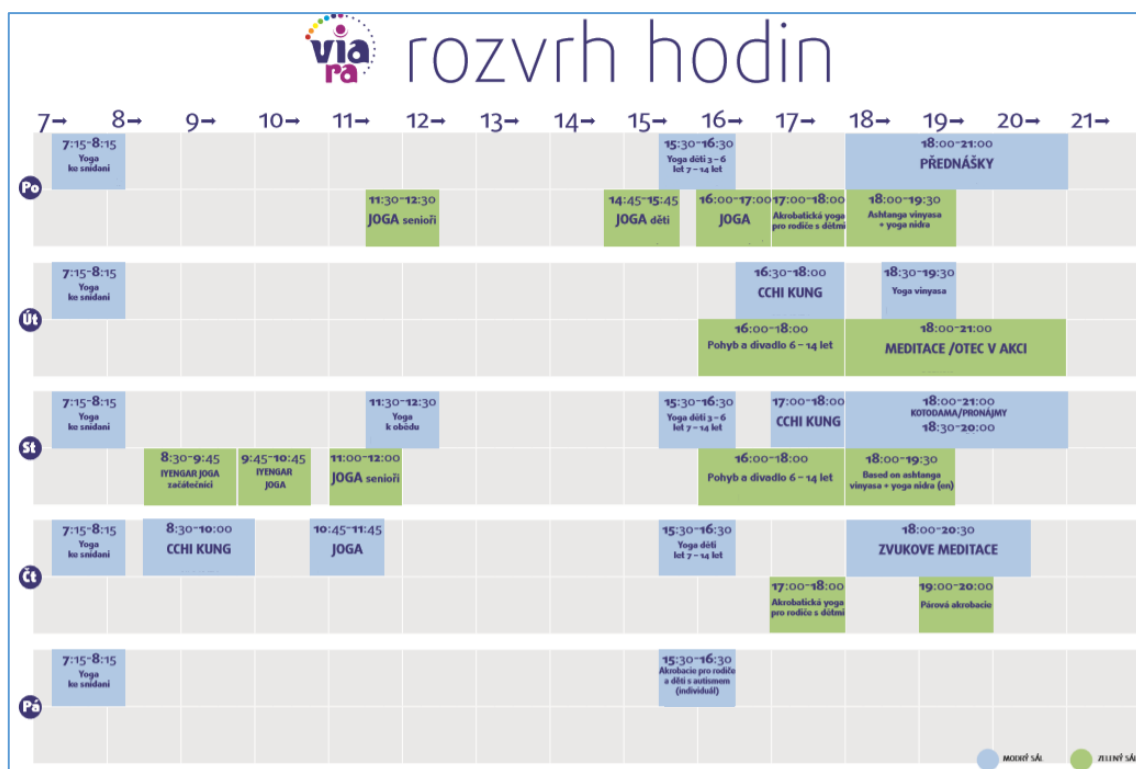 via
ra
rozvrh hodin
7→ 8→ 9→ 10→ 11→ 12→ 13→ 14→ 15→ 16→ 17→ 18→ 19→ 20→ 21→
Po
7:15-8:15
Yoga
ke snídani
15:30-16:30
Yoga děti 3 – 6
let 7 – 14 let
18:00-21:00
PŘEDNÁŠKY
11:30-12:30
JOGA senioři
14:45-15:45
JOGA děti
16:00-17:00
JOGA
17:00-18:00
Akrobatická yoga
pro rodiče s dětmi
18:00-19:30
Ashtanga vinyasa
+ yoga nidra
Út
7:15-8:15
Yoga
ke snídani
16:30-18:00
CCHI KUNG
18:30-19:30
Yoga vinyasa
16:00-18:00
Pohyb a divadlo 6 – 14 let
18:00-21:00
MEDITACE /OTEC V AKCI
St
7:15-8:15
Yoga
ke snídani
11:30-12:30
Yoga
k obědu
15:30-16:30
Yoga děti 3 – 6
let 7 – 14 let
17:00-18:00
CCHI KUNG
18:00-21:00
KOTODAMA/PRONÁJMY
18:30-20:00
8:30-9:45
IYENGAR JOGA
začátečníci
9:45-10:45
IYENGAR
JOGA
11:00-12:00
JOGA senioři
16:00-18:00
Pohyb a divadlo 6 – 14 let
18:00-19:30
Based on ashtanga
vinyasa + yoga nidra (en)
Čt
7:15-8:15
Yoga
ke snídani
8:30-10:00
CCHI KUNG
10:45-11:45
JOGA
15:30-16:30
Yoga děti
let 7 – 14 let
18:00-20:30
ZVUKOVE MEDITACE
17:00-18:00
Akrobatická yoga
pro rodiče s dětmi
19:00-20:00
Párová akrobacie
Pá
7:15-8:15
Yoga
ke snídani
15:30-16:30
Akrobacie pro rodiče
a děti s autismem
(individuál)
MODRÝ SÁL
ZELENÝ SÁL